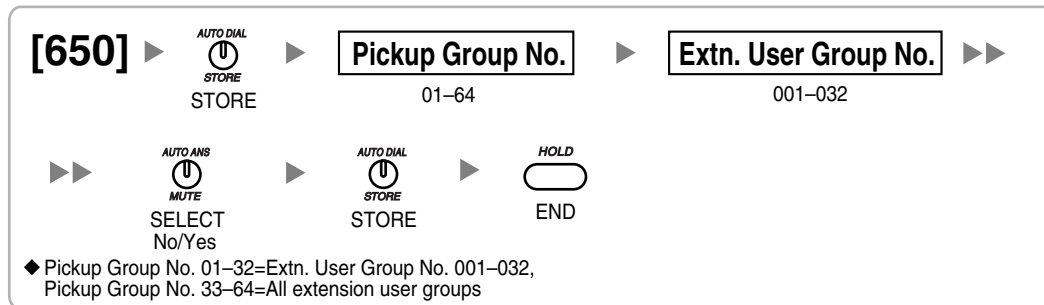 [650]
AUTO DIAL
STORE
STORE
Pickup Group No.
01–64
Extn. User Group No.
001–032
AUTO ANS
MUTE
SELECT
No/Yes
AUTO DIAL
STORE
STORE
HOLD
END
◆ Pickup Group No. 01–32=Extn. User Group No. 001–032,
Pickup Group No. 33–64=All extension user groups